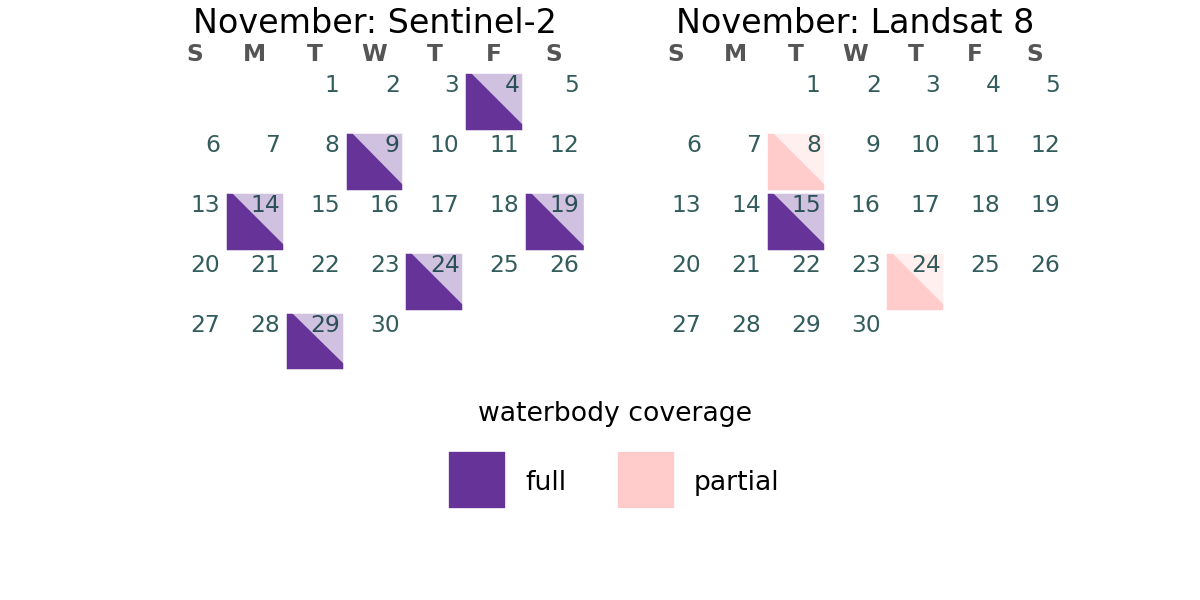 November: Sentinel-2
S M T W T F S
1 2 3 4 5
6 7 8 9 10 11 12
13 14 15 16 17 18 19
20 21 22 23 24 25 26
27 28 29 30
November: Landsat 8
S M T W T F S
1 2 3 4 5
6 7 8 9 10 11 12
13 14 15 16 17 18 19
20 21 22 23 24 25 26
27 28 29 30
waterbody coverage
full partial